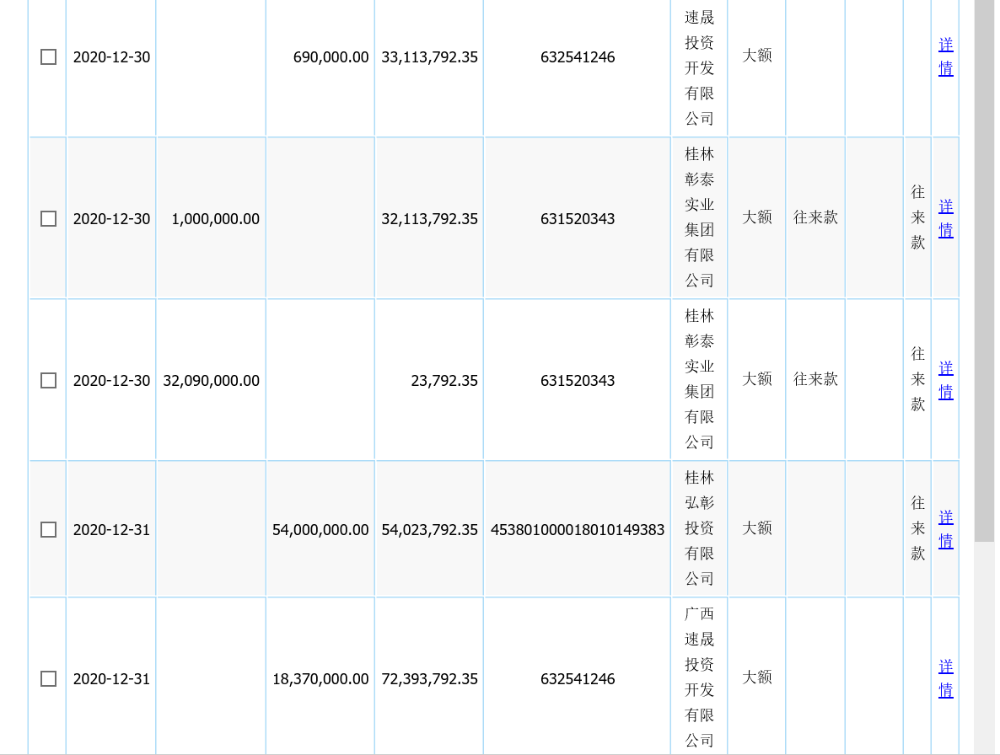 速晟
投资
开发
有限
公司
2020-12-30 690,000.00 33,113,792.35 632541246 大额 详
情
桂林
彰泰
实业
集团
有限
公司
2020-12-30 1,000,000.00 32,113,792.35 631520343 大额 往来款 往
来
款
详
情
桂林
彰泰
实业
集团
有限
公司
2020-12-30 32,090,000.00 23,792.35 631520343 大额 往来款 往
来
款
详
情
桂林
弘彰
投资
有限
公司
2020-12-31 54,000,000.00 54,023,792.35 453801000018010149383 大额 往
来
款
详
情
广西
速晟
投资
开发
有限
公司
2020-12-31 18,370,000.00 72,393,792.35 632541246 大额 详
情